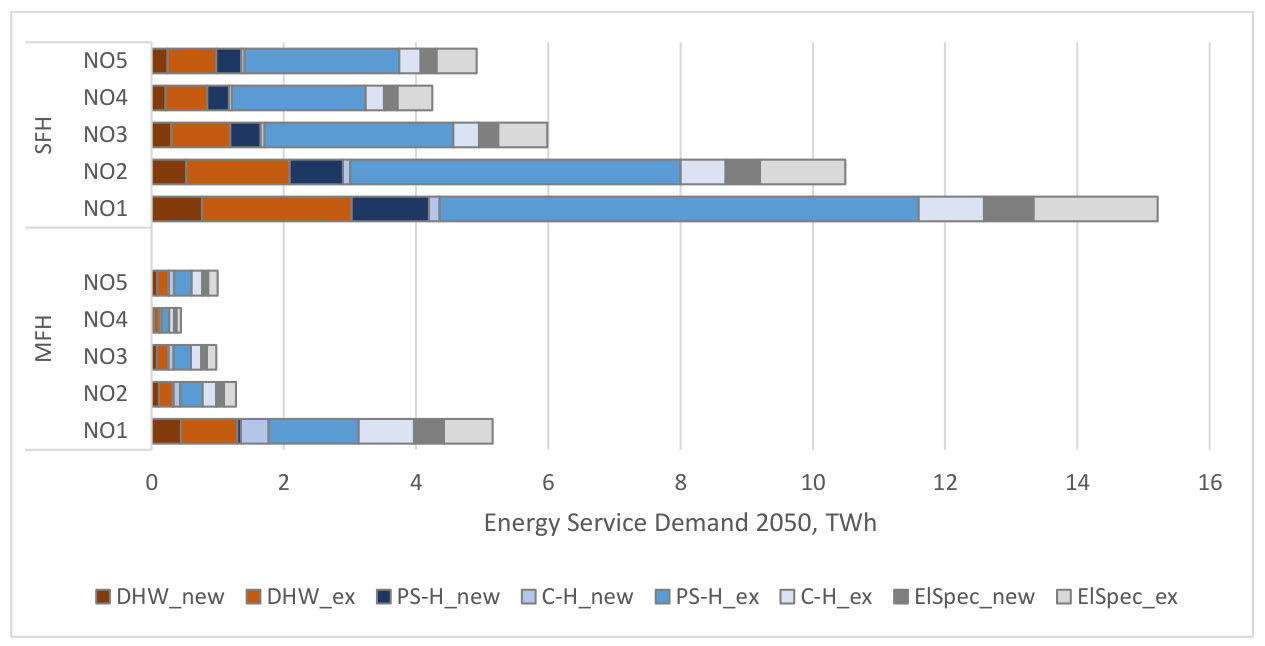 SFH
NO5
NO4
NO3
NO2
NO1
MFH
NO5
NO4
NO3
NO2
NO1
0 2 4 6 8 10 12 14 16
Energy Service Demand 2050, TWh
DHW_new DHW_ex PS-H_new C-H_new PS-H_ex C-H_ex ElSpec_new ElSpec_ex